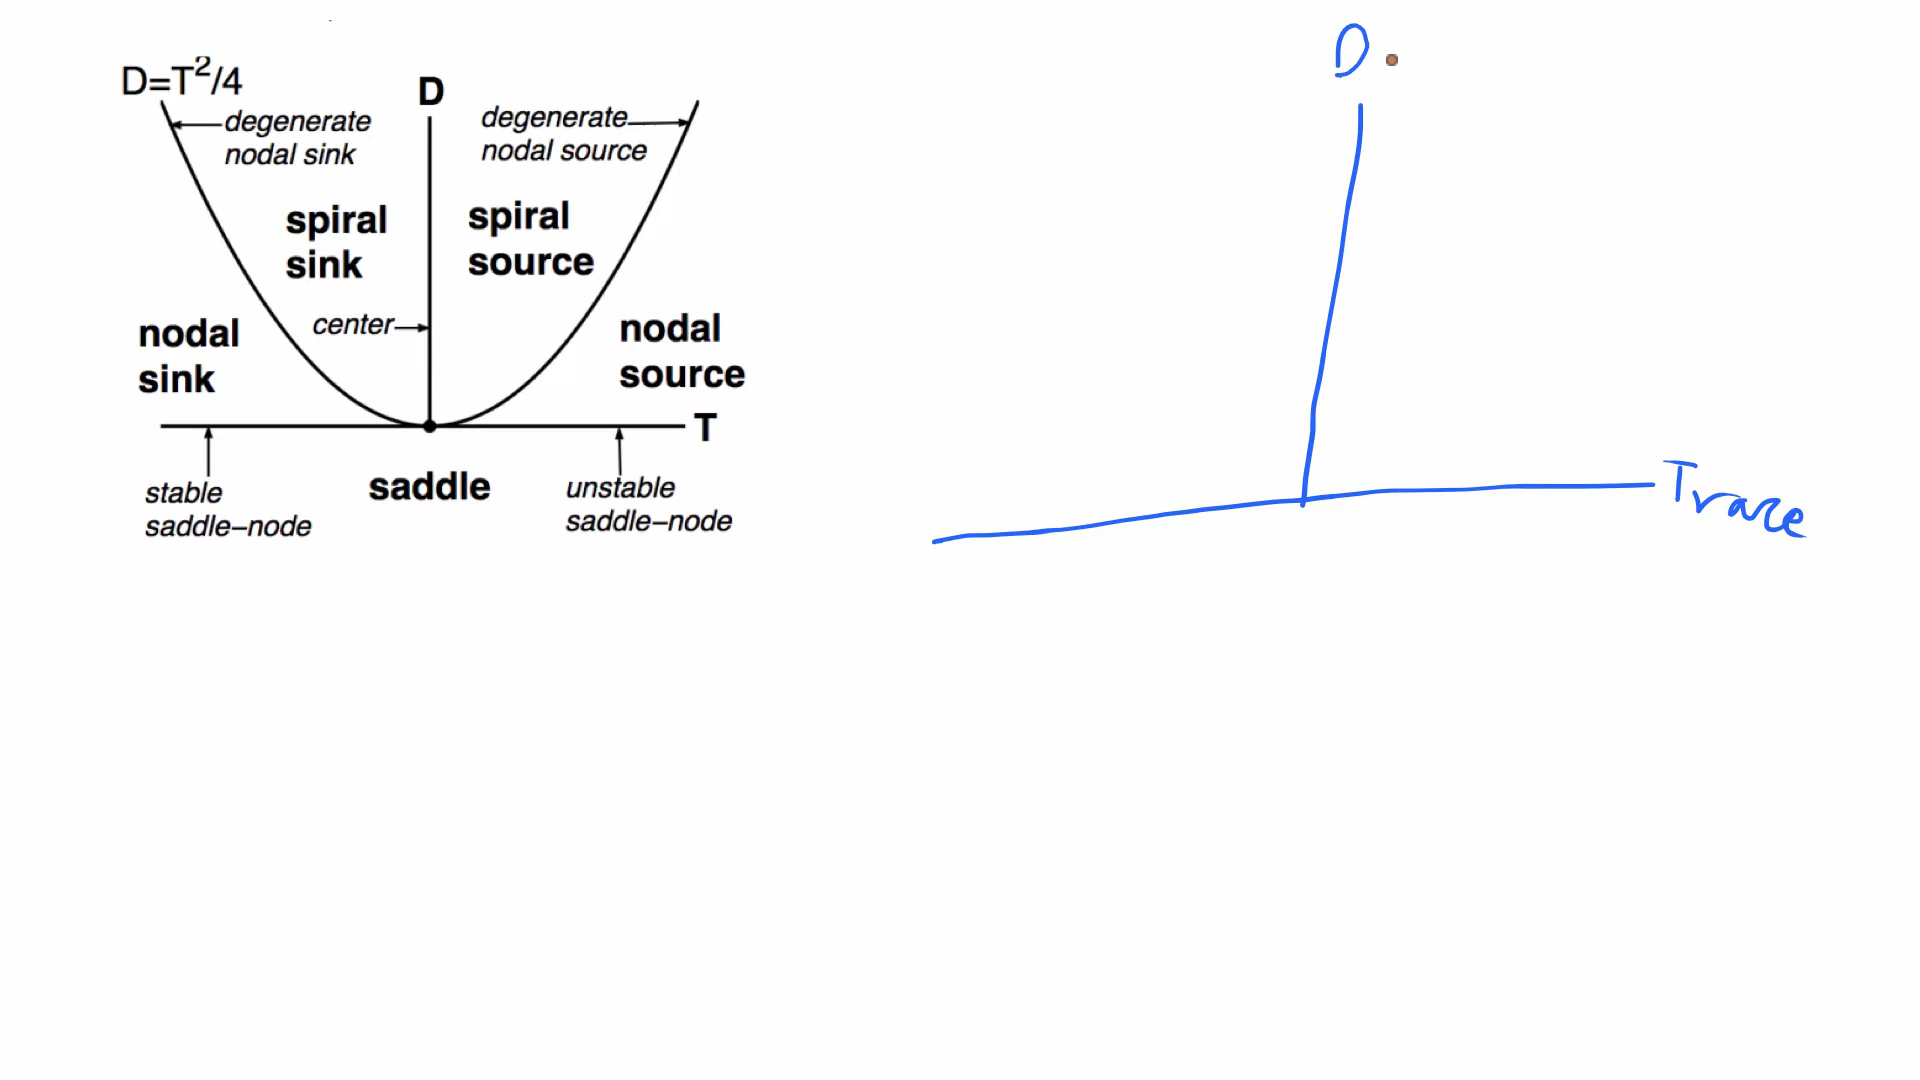 D=T²/4
D
degenerate
nodal sink
degenerate
nodal source
spiral
sink
spiral
source
center
nodal
sink
nodal
source
T
stable
saddle–node
saddle
unstable
saddle–node
D
Trace